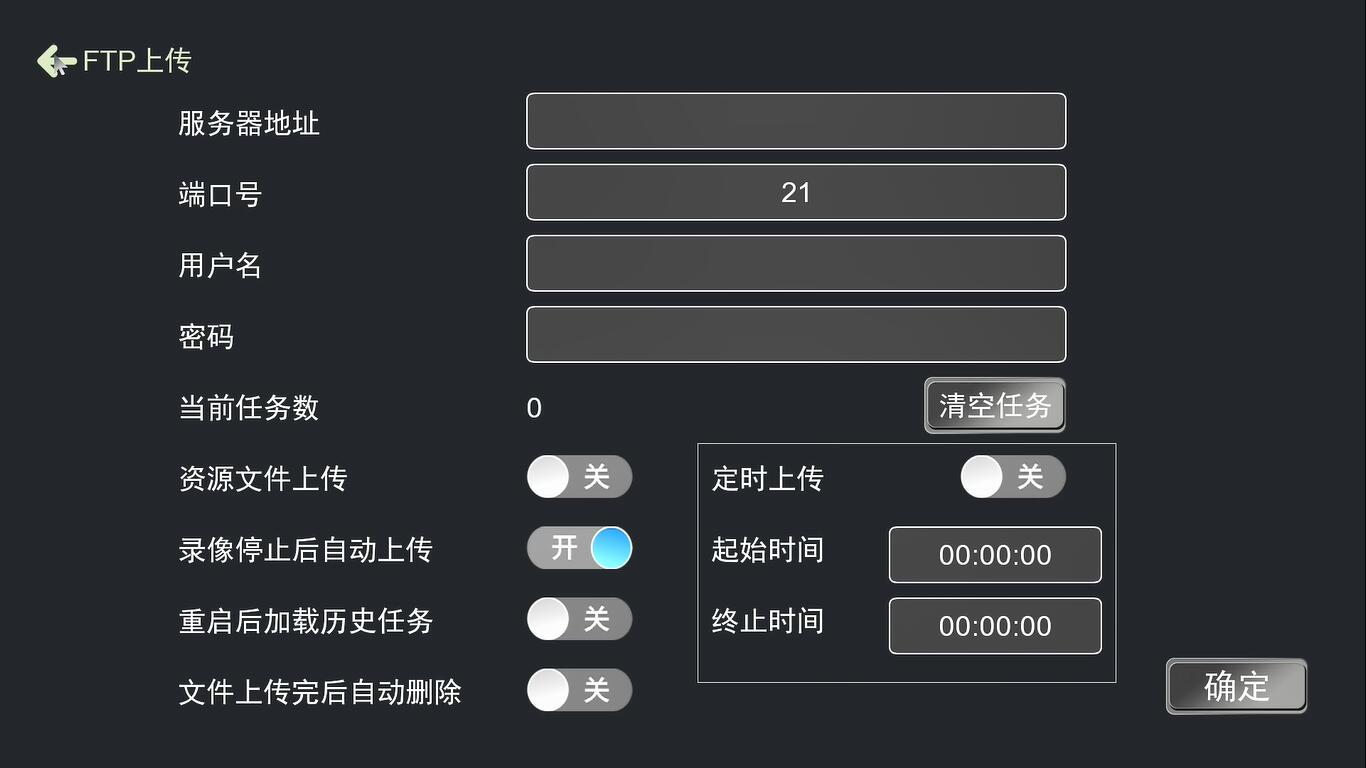 FTP上传
服务器地址
端口号 21
用户名
密码
当前任务数 0 清空任务
资源文件上传 关 定时上传 关
录像停止后自动上传 开 起始时间 00:00:00
重启后加载历史任务 关 终止时间 00:00:00
文件上传完后自动删除 关 确定